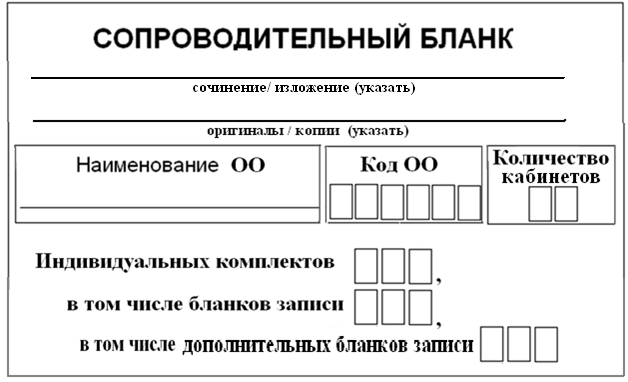 СОПРОВОДИТЕЛЬНЫЙ БЛАНК
сочинение/ изложение (указать)
оригиналы / копии (указать)
Наименование ОО
Код ОО
Количество
кабинетов
Индивидуальных комплектов ,
в том числе бланков записи ,
в том числе дополнительных бланков записи